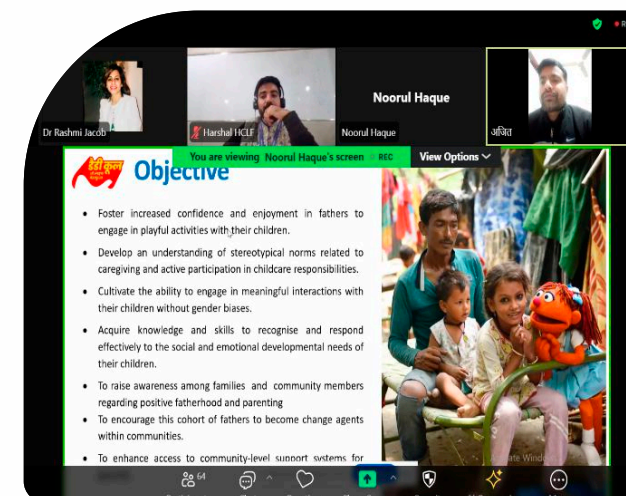 R
Noorul Haque
Dr Rashmi Jacob
Harshal HCLF
Noorul Haque
अजित
You are viewing Noorul Haque's screen
REC
View Options
डैडी कूल
Objective
• Foster increased confidence and enjoyment in fathers to
engage in playful activities with their children.
• Develop an understanding of stereotypical norms related to
caregiving and active participation in childcare responsibilities.
• Cultivate the ability to engage in meaningful interactions with
their children without gender biases.
• Acquire knowledge and skills to recognise and respond
effectively to the social and emotional developmental needs of
their children.
• To raise awareness among families and community members
regarding positive fatherhood and parenting
• To encourage this cohort of fathers to become change agents
within communities.
• To enhance access to community-level support systems for
64